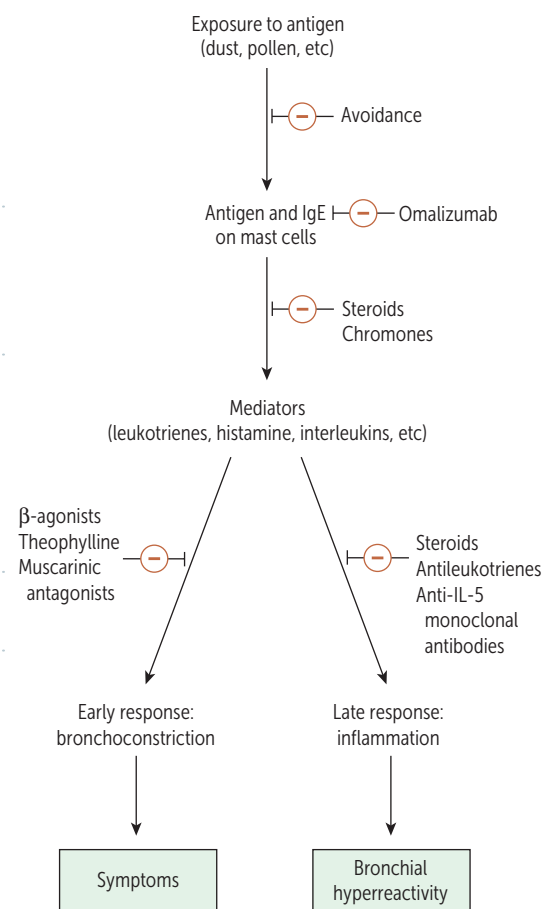 Exposure to antigen
(dust, pollen, etc)
Avoidance
Antigen and IgE
on mast cells
Omalizumab
Steroids
Chromones
Mediators
(leukotrienes, histamine, interleukins, etc)
β-agonists
Theophylline
Muscarinic
antagonists
Steroids
Antileukotrienes
Anti-IL-5
monoclonal
antibodies
Early response:
bronchoconstriction
Late response:
inflammation
Symptoms
Bronchial
hyperreactivity